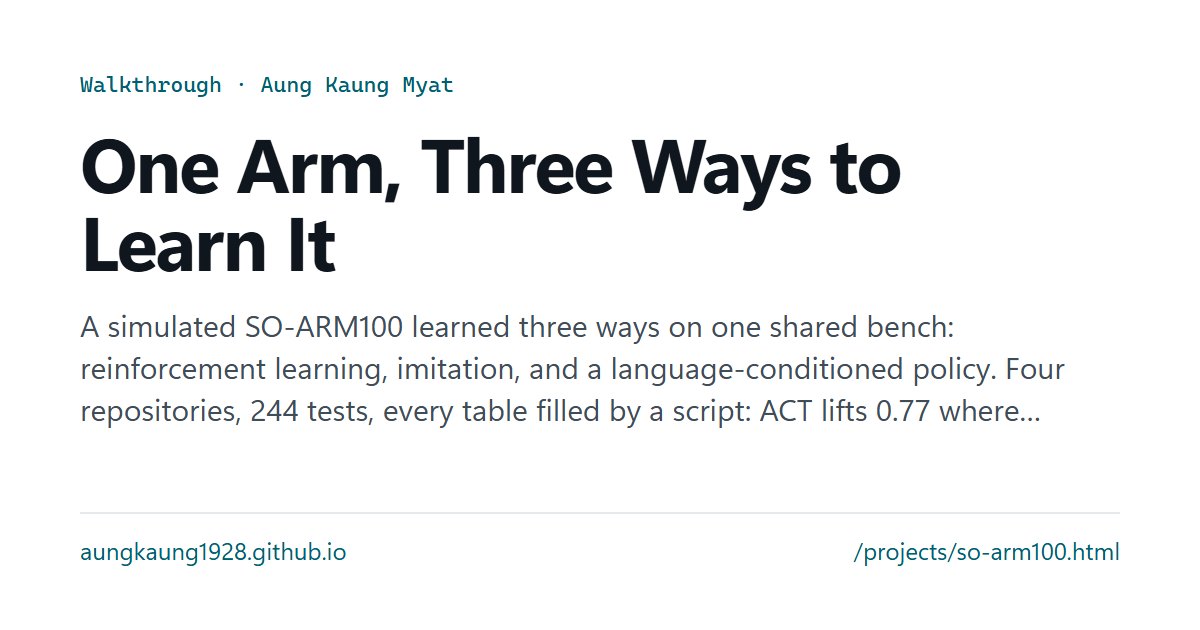 Walkthrough · Aung Kaung Myat
One Arm, Three Ways to
Learn It
A simulated SO-ARM100 learned three ways on one shared bench:
reinforcement learning, imitation, and a language-conditioned policy. Four
repositories, 244 tests, every table filled by a script: ACT lifts 0.77 where…
aungkaung1928.github.io
/projects/so-arm100.html